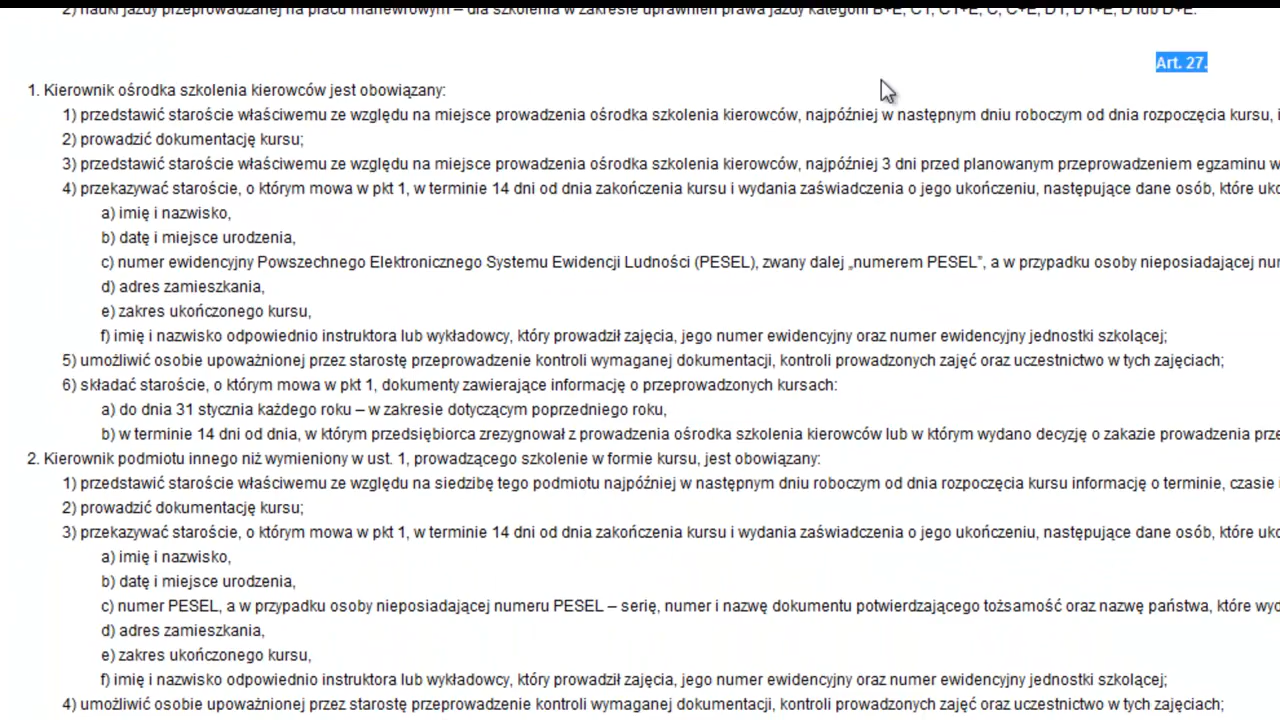 2) nauki jazdy przeprowadzanej na placu manewrowym – dla szkolenia w zakresie uprawnień prawa jazdy kategorii B+E, C1, C1+E, C, C+E, D1, D1+E, D lub D+E.
Art. 27.
1. Kierownik ośrodka szkolenia kierowców jest obowiązany:
1) przedstawić staroście właściwemu ze względu na miejsce prowadzenia ośrodka szkolenia kierowców, najpóźniej w następnym dniu roboczym od dnia rozpoczęcia kursu, i
2) prowadzić dokumentację kursu;
3) przedstawić staroście właściwemu ze względu na miejsce prowadzenia ośrodka szkolenia kierowców, najpóźniej 3 dni przed planowanym przeprowadzeniem egzaminu w
4) przekazywać staroście, o którym mowa w pkt 1, w terminie 14 dni od dnia zakończenia kursu i wydania zaświadczenia o jego ukończeniu, następujące dane osób, które uko
a) imię i nazwisko,
b) datę i miejsce urodzenia,
c) numer ewidencyjny Powszechnego Elektronicznego Systemu Ewidencji Ludności (PESEL), zwany dalej „numerem PESEL”, a w przypadku osoby nieposiadającej nu
d) adres zamieszkania,
e) zakres ukończonego kursu,
f) imię i nazwisko odpowiednio instruktora lub wykładowcy, który prowadził zajęcia, jego numer ewidencyjny oraz numer ewidencyjny jednostki szkolącej;
5) umożliwić osobie upoważnionej przez starostę przeprowadzenie kontroli wymaganej dokumentacji, kontroli prowadzonych zajęć oraz uczestnictwo w tych zajęciach;
6) składać staroście, o którym mowa w pkt 1, dokumenty zawierające informację o przeprowadzonych kursach:
a) do dnia 31 stycznia każdego roku – w zakresie dotyczącym poprzedniego roku,
b) w terminie 14 dni od dnia, w którym przedsiębiorca zrezygnował z prowadzenia ośrodka szkolenia kierowców lub w którym wydano decyzję o zakazie prowadzenia prze
2. Kierownik podmiotu innego niż wymieniony w ust. 1, prowadzącego szkolenie w formie kursu, jest obowiązany:
1) przedstawić staroście właściwemu ze względu na siedzibę tego podmiotu najpóźniej w następnym dniu roboczym od dnia rozpoczęcia kursu informację o terminie, czasie i
2) prowadzić dokumentację kursu;
3) przekazywać staroście, o którym mowa w pkt 1, w terminie 14 dni od dnia zakończenia kursu i wydania zaświadczenia o jego ukończeniu, następujące dane osób, które uko
a) imię i nazwisko,
b) datę i miejsce urodzenia,
c) numer PESEL, a w przypadku osoby nieposiadającej numeru PESEL – serię, numer i nazwę dokumentu potwierdzającego tożsamość oraz nazwę państwa, które wyd
d) adres zamieszkania,
e) zakres ukończonego kursu,
f) imię i nazwisko odpowiednio instruktora lub wykładowcy, który prowadził zajęcia, jego numer ewidencyjny oraz numer ewidencyjny jednostki szkolącej;
4) umożliwić osobie upoważnionej przez starostę przeprowadzenie kontroli wymaganej dokumentacji, kontroli prowadzonych zajęć oraz uczestnictwo w tych zajęciach;